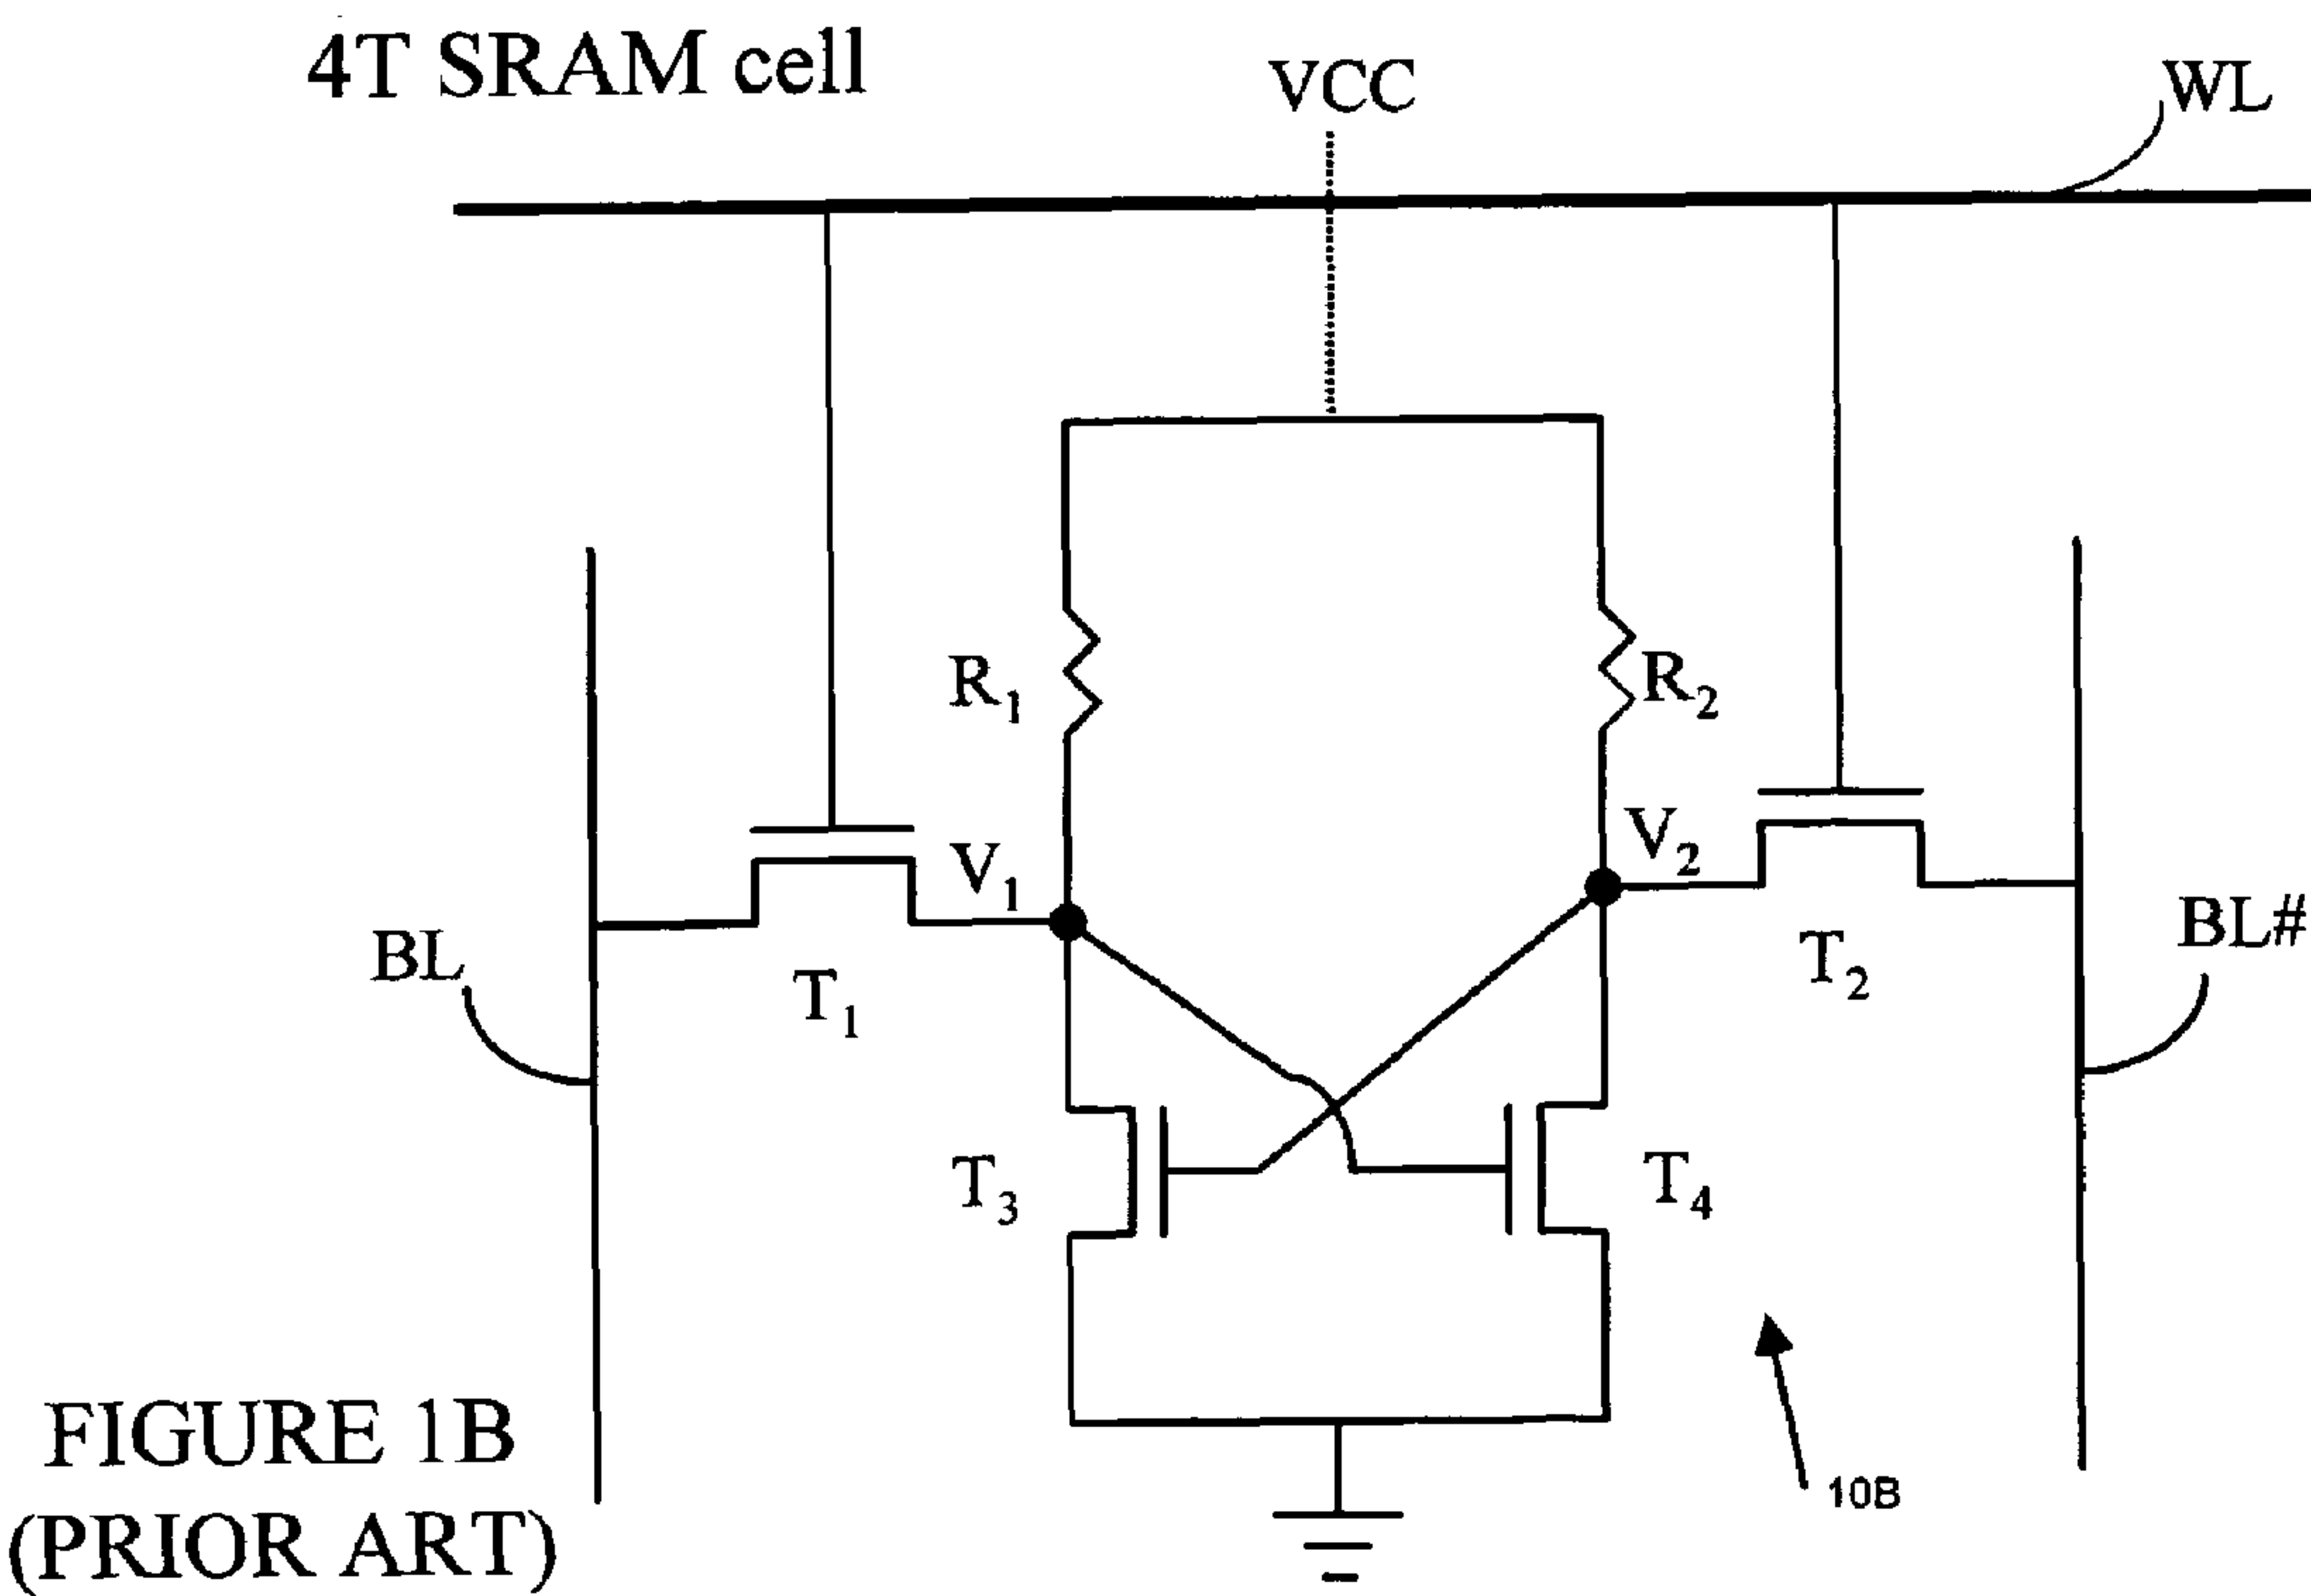 4T SRAM cell
VCC
WL
R1
R2
V1
V2
BL
T1
T2
BL#
T3
T4
108
FIGURE 1B
(PRIOR ART)